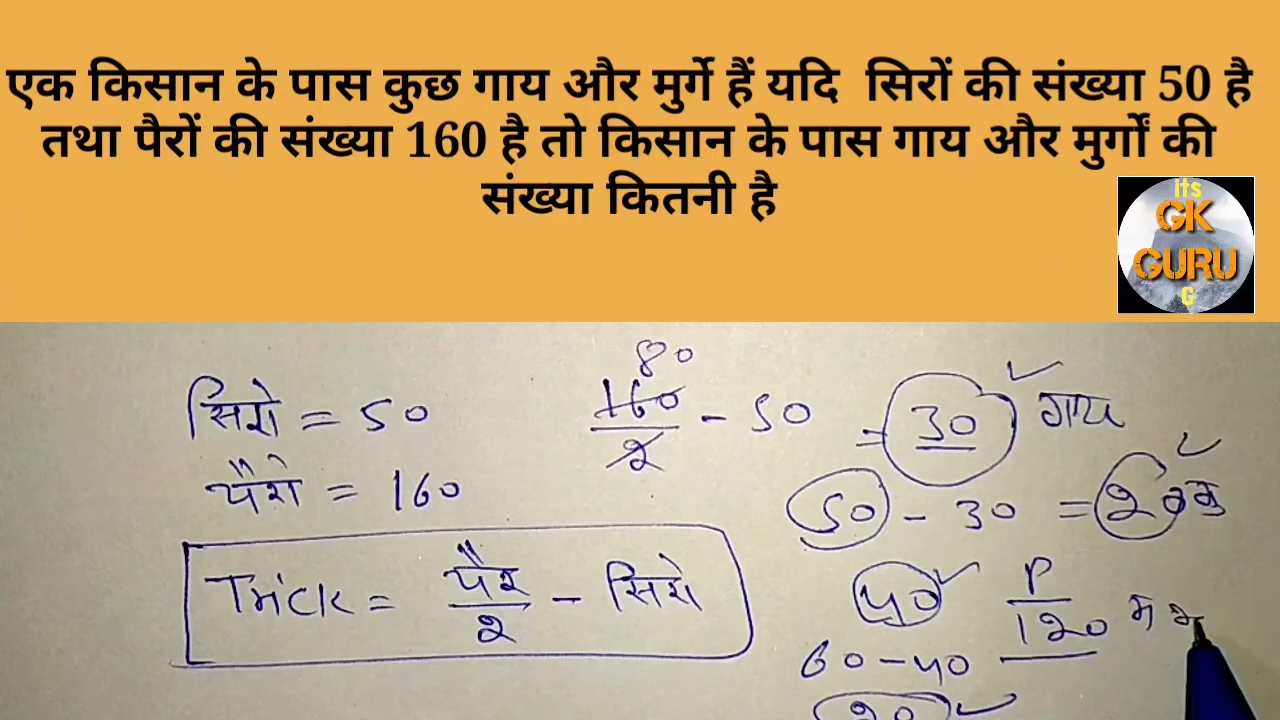 एक किसान के पास कुछ गाय और मुर्गे हैं यदि सिरों की संख्या 50 है
तथा पैरों की संख्या 160 है तो किसान के पास गाय और मुर्गों की
संख्या कितनी है
its
GK
GURU
G
सिरो = 50
80
160/2 - 50 = 30 गाय
पैरो = 160
50 - 30 = 20
Trick = पैर/2 - सिरो
40
P
120
60-40
20